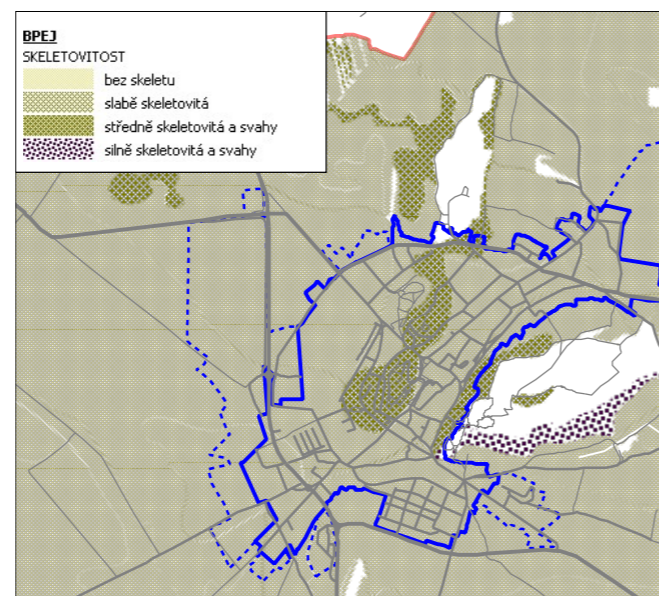 BPEJ
SKELETOVITOST
bez skeletu
slabě skeletovitá
středně skeletovitá a svahy
silně skeletovitá a svahy